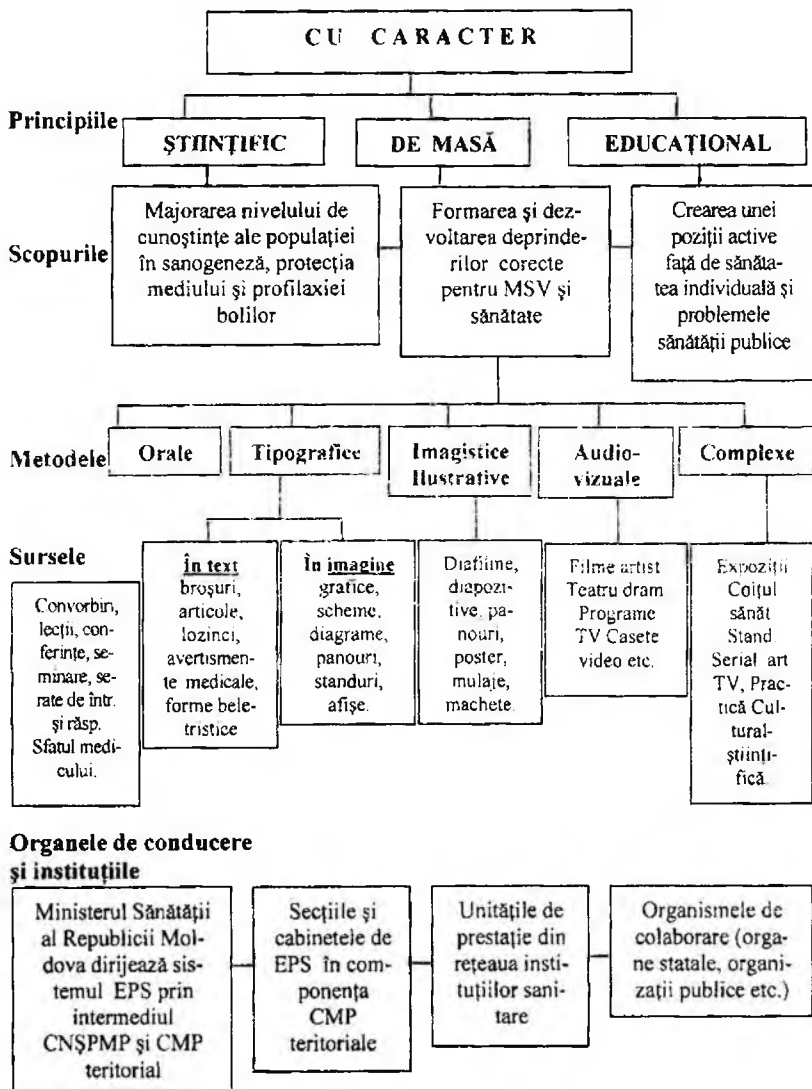 CU CARACTER
Principiile
ŞTIINŢIFIC
DE MASĂ
EDUCAŢIONAL
Scopurile
Majorarea nivelului de
cunoştinţe ale populaţiei
în sanogeneză, protecţia
mediului şi profilaxiei
bolilor
Formarea şi dez-
voltarea deprinde-
rilor corecte
pentru MSV şi
sănătate
Crearea unei
poziţii active
faţă de sănăta-
tea individuală şi
problemele
sănătăţii publice
Metodele
Orale
Tipografice
Imagistice
Ilustrative
Audio-
vizuale
Complexe
Sursele
Convorbiri,
lecţii, con-
ferinţe, se-
minare, se-
rate de într.
şi răsp.
Sfatul medi-
cului.
În text
broşuri,
articole,
lozinci,
avertismen-
te medicale,
forme bele-
tristice
În imagine
grafice,
scheme,
diagrame,
panouri,
standuri,
afişe.
Diafilme,
diapozi-
tive, pa-
nouri,
poster,
mulaje,
machete.
Filme artist
Teatru dram
Programe
TV Casete
video etc.
Expoziţii
Colţul
sănăt
Stand
Serial art
TV, Prac-
tică Cul-
tural-
ştiinţi-
fică
Organele de conducere
şi instituţiile
Ministerul Sănătăţii
al Republicii Mol-
dova dirijează sis-
temul EPS prin
intermediul
CNŞPMP şi CMP
teritorial
Secţiile şi
cabinetele de
EPS în com-
ponenţa
CMP
teritoriale
Unităţile de
prestaţie din
reţeaua insti-
tuţiilor sani-
tare
Organismele de
colaborare (orga-
ne statale, organi-
zaţii publice etc.)